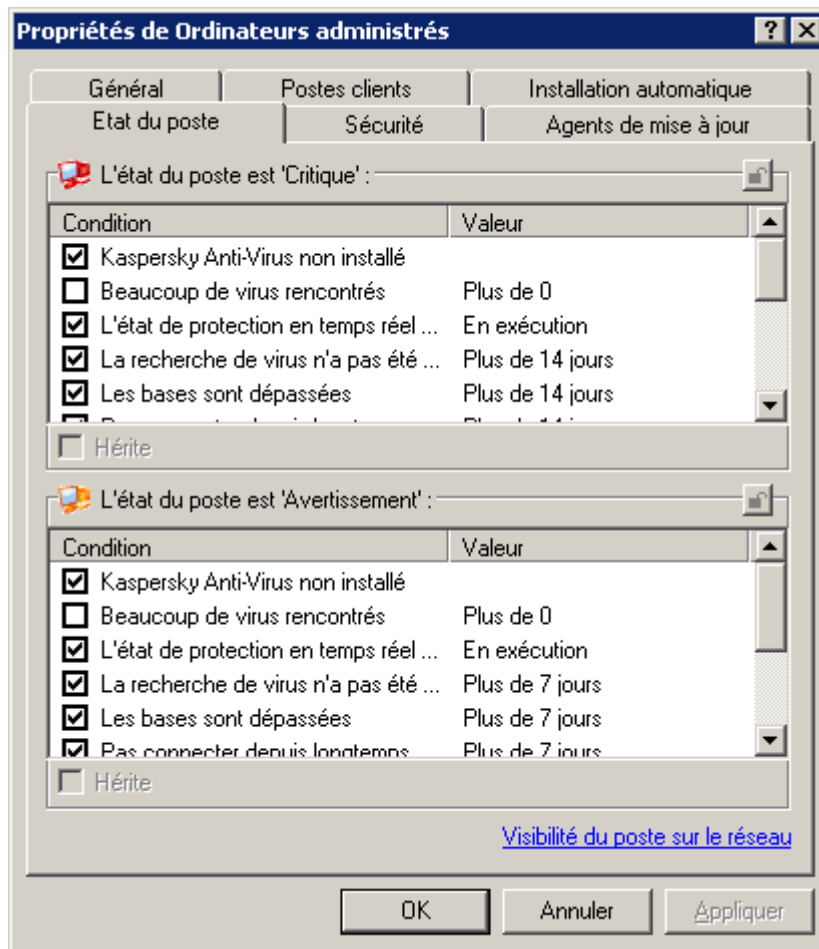 Propriétés de Ordinateurs administrés
Général Postes clients Installation automatique
Etat du poste Sécurité Agents de mise à jour
L'état du poste est 'Critique' :
Condition Valeur
Kaspersky Anti-Virus non installé
Beaucoup de virus rencontrés Plus de 0
L'état de protection en temps réel ... En exécution
La recherche de virus n'a pas été ... Plus de 14 jours
Les bases sont dépassées Plus de 14 jours
Hérite
L'état du poste est 'Avertissement' :
Condition Valeur
Kaspersky Anti-Virus non installé
Beaucoup de virus rencontrés Plus de 0
L'état de protection en temps réel ... En exécution
La recherche de virus n'a pas été ... Plus de 7 jours
Les bases sont dépassées Plus de 7 jours
Pas connecter depuis longtemps Plus de 7 jours
Hérite
Visibilité du poste sur le réseau
OK Annuler Appliquer